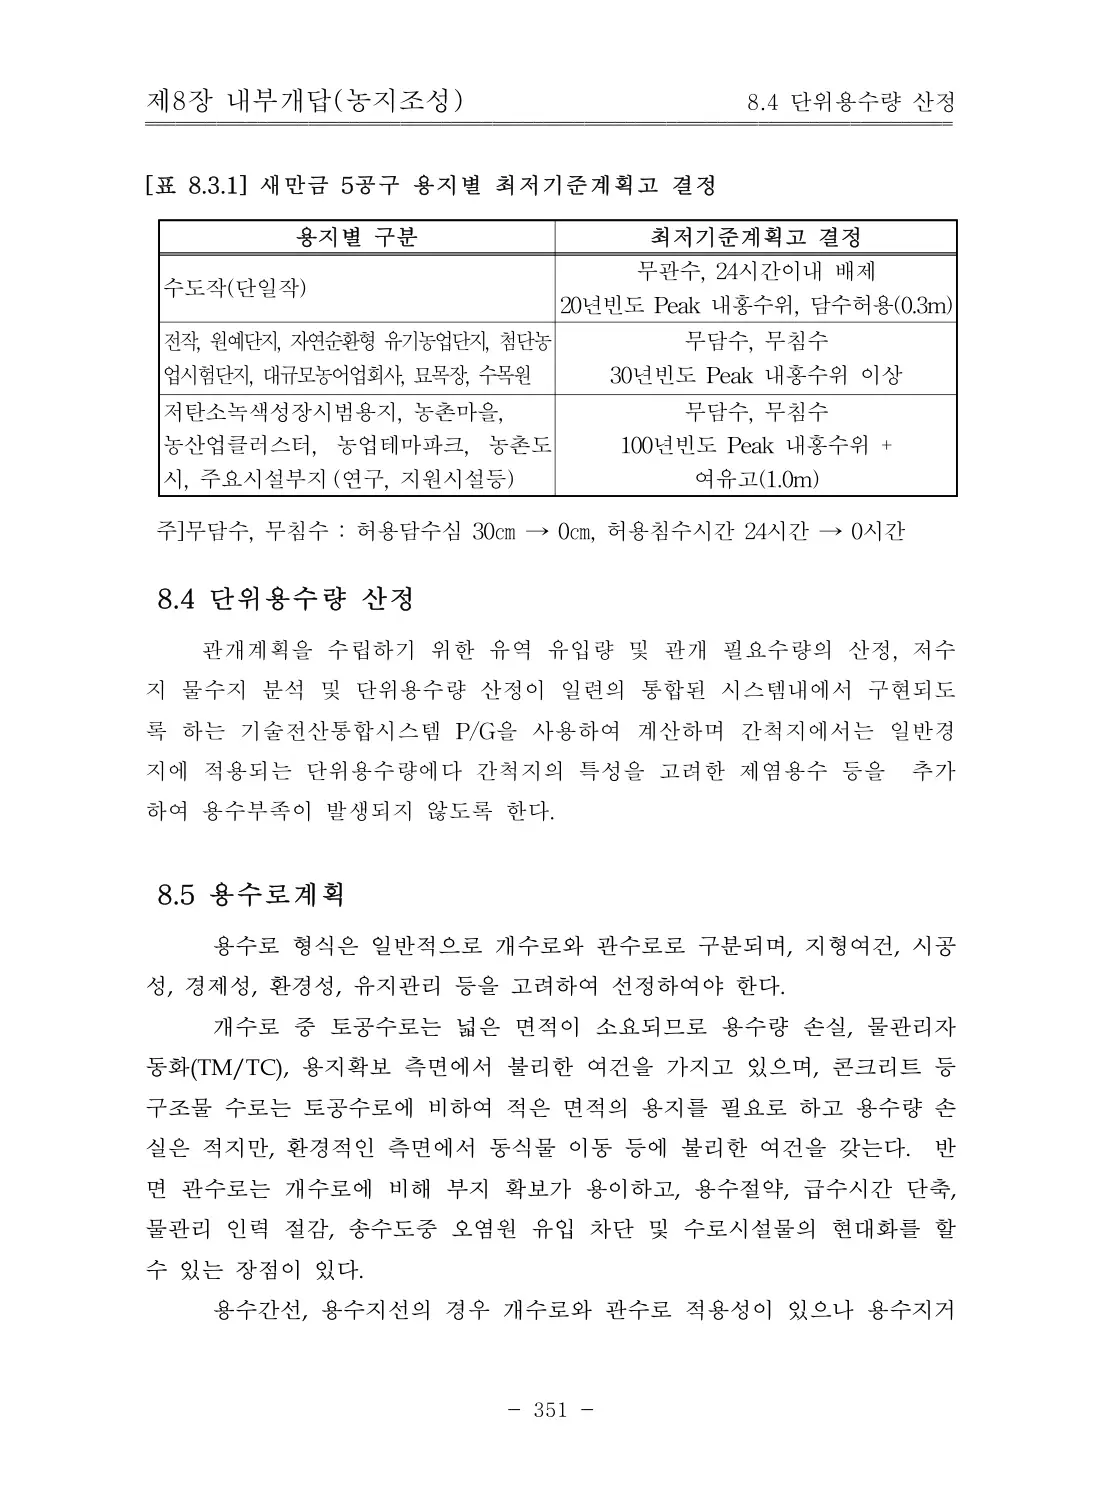 제8장 내부개답(농지조성)
8.4 단위용수량 산정
[표 8.3.1] 새만금 5공구 용지별 최저기준계획고 결정
용지별 구분
최저기준계획고 결정
수도작(단일작)
무관수, 24시간이내 배제
20년빈도 Peak 내홍수위, 담수허용(0.3m)
전작, 원예단지, 자연순환형 유기농업단지, 첨단농
업시험단지, 대규모농어업회사, 묘목장, 수목원
무담수, 무침수
30년빈도 Peak 내홍수위 이상
저탄소녹색성장시범용지, 농촌마을,
농산업클러스터, 농업테마파크, 농촌도
시, 주요시설부지(연구, 지원시설등)
무담수, 무침수
100년빈도 Peak 내홍수위 +
여유고(1.0m)
주]무담수, 무침수 : 허용담수심 30㎝ → 0㎝, 허용침수시간 24시간 → 0시간
8.4 단위용수량 산정
관개계획을 수립하기 위한 유역 유입량 및 관개 필요수량의 산정, 저수
지 물수지 분석 및 단위용수량 산정이 일련의 통합된 시스템내에서 구현되도
록 하는 기술전산통합시스템 P/G을 사용하여 계산하며 간척지에서는 일반경
지에 적용되는 단위용수량에다 간척지의 특성을 고려한 제염용수 등을 추가
하여 용수부족이 발생되지 않도록 한다.
8.5 용수로계획
용수로 형식은 일반적으로 개수로와 관수로로 구분되며, 지형여건, 시공
성, 경제성, 환경성, 유지관리 등을 고려하여 선정하여야 한다.
개수로 중 토공수로는 넓은 면적이 소요되므로 용수량 손실, 물관리자
동화(TM/TC), 용지확보 측면에서 불리한 여건을 가지고 있으며, 콘크리트 등
구조물 수로는 토공수로에 비하여 적은 면적의 용지를 필요로 하고 용수량 손
실은 적지만, 환경적인 측면에서 동식물 이동 등에 불리한 여건을 갖는다. 반
면 관수로는 개수로에 비해 부지 확보가 용이하고, 용수절약, 급수시간 단축,
물관리 인력 절감, 송수도중 오염원 유입 차단 및 수로시설물의 현대화를 할
수 있는 장점이 있다.
용수간선, 용수지선의 경우 개수로와 관수로 적용성이 있으나 용수지거
- 351 -